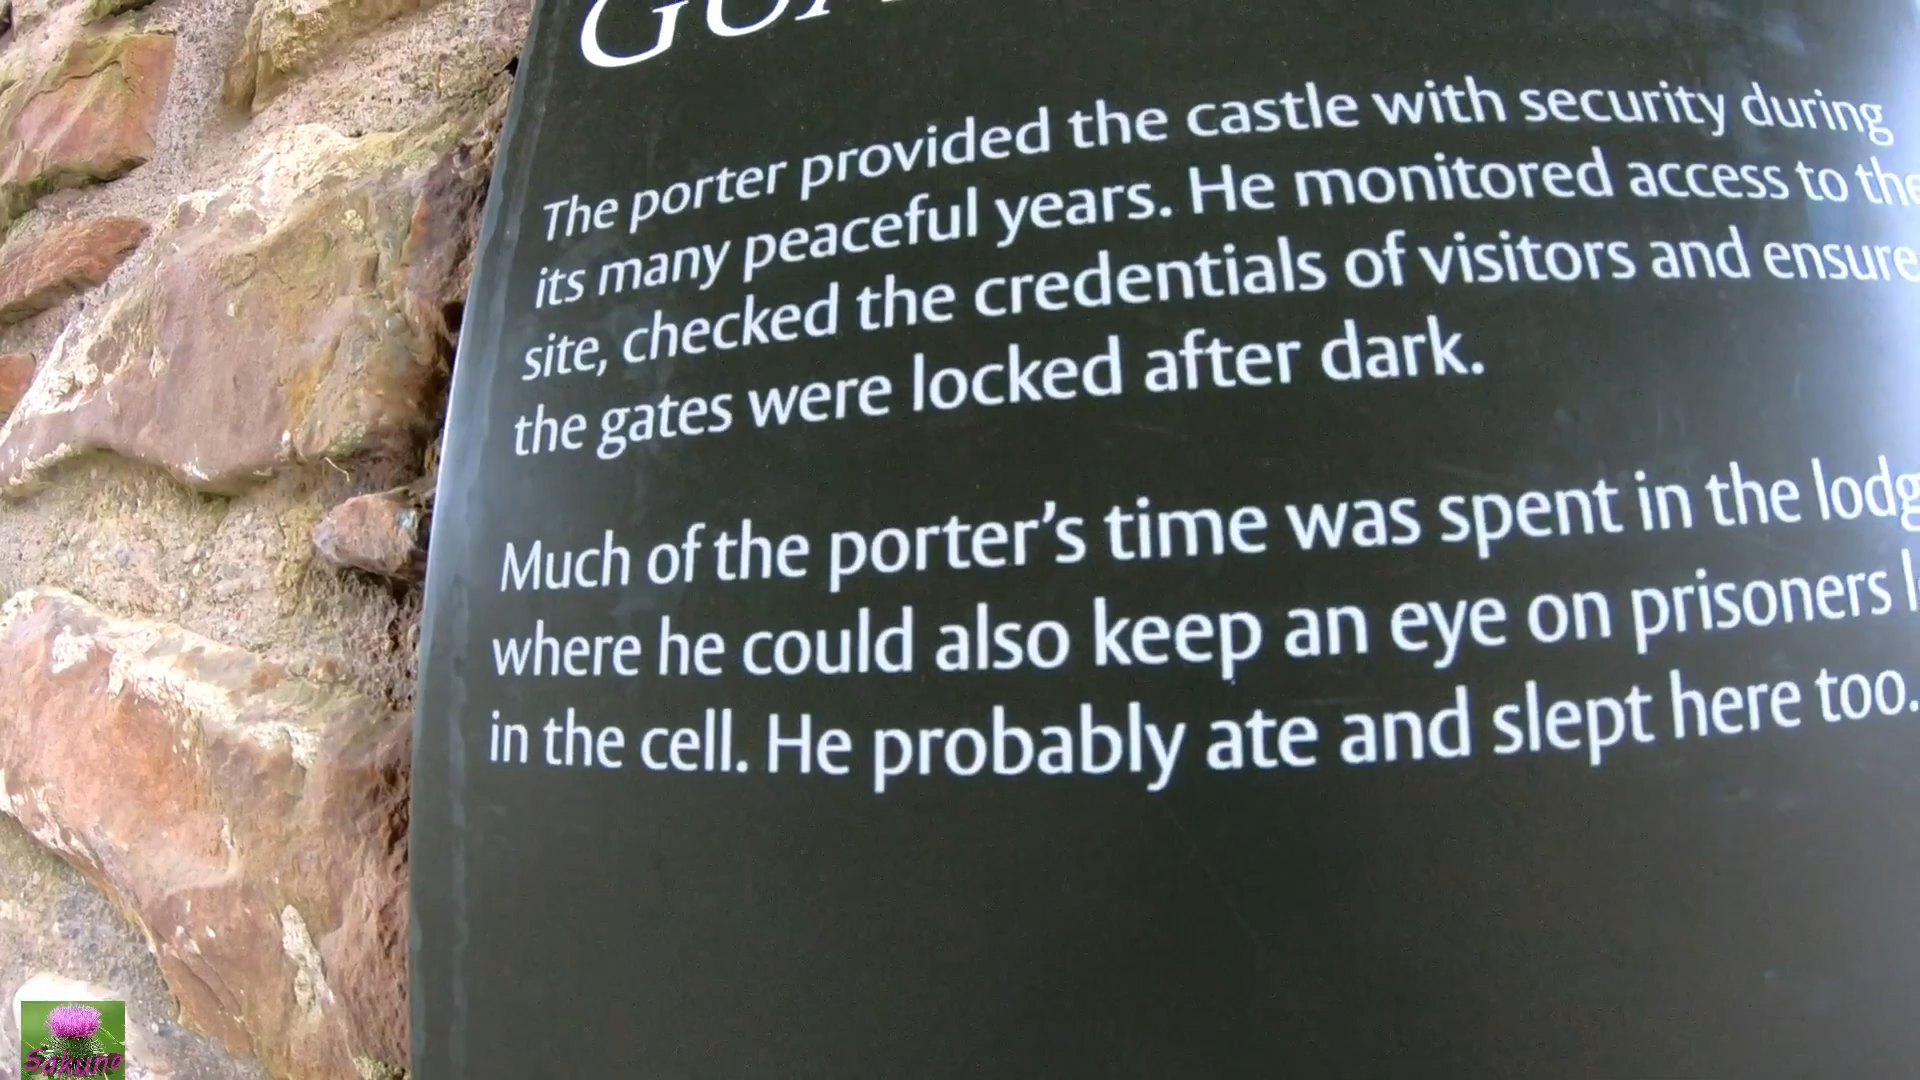 The porter provided the castle with security during
its many peaceful years. He monitored access to the
site, checked the credentials of visitors and ensure
the gates were locked after dark.
Much of the porter's time was spent in the
where he could also keep an eye on prisoners
in the cell. He probably ate and slept here too.
Sakuno